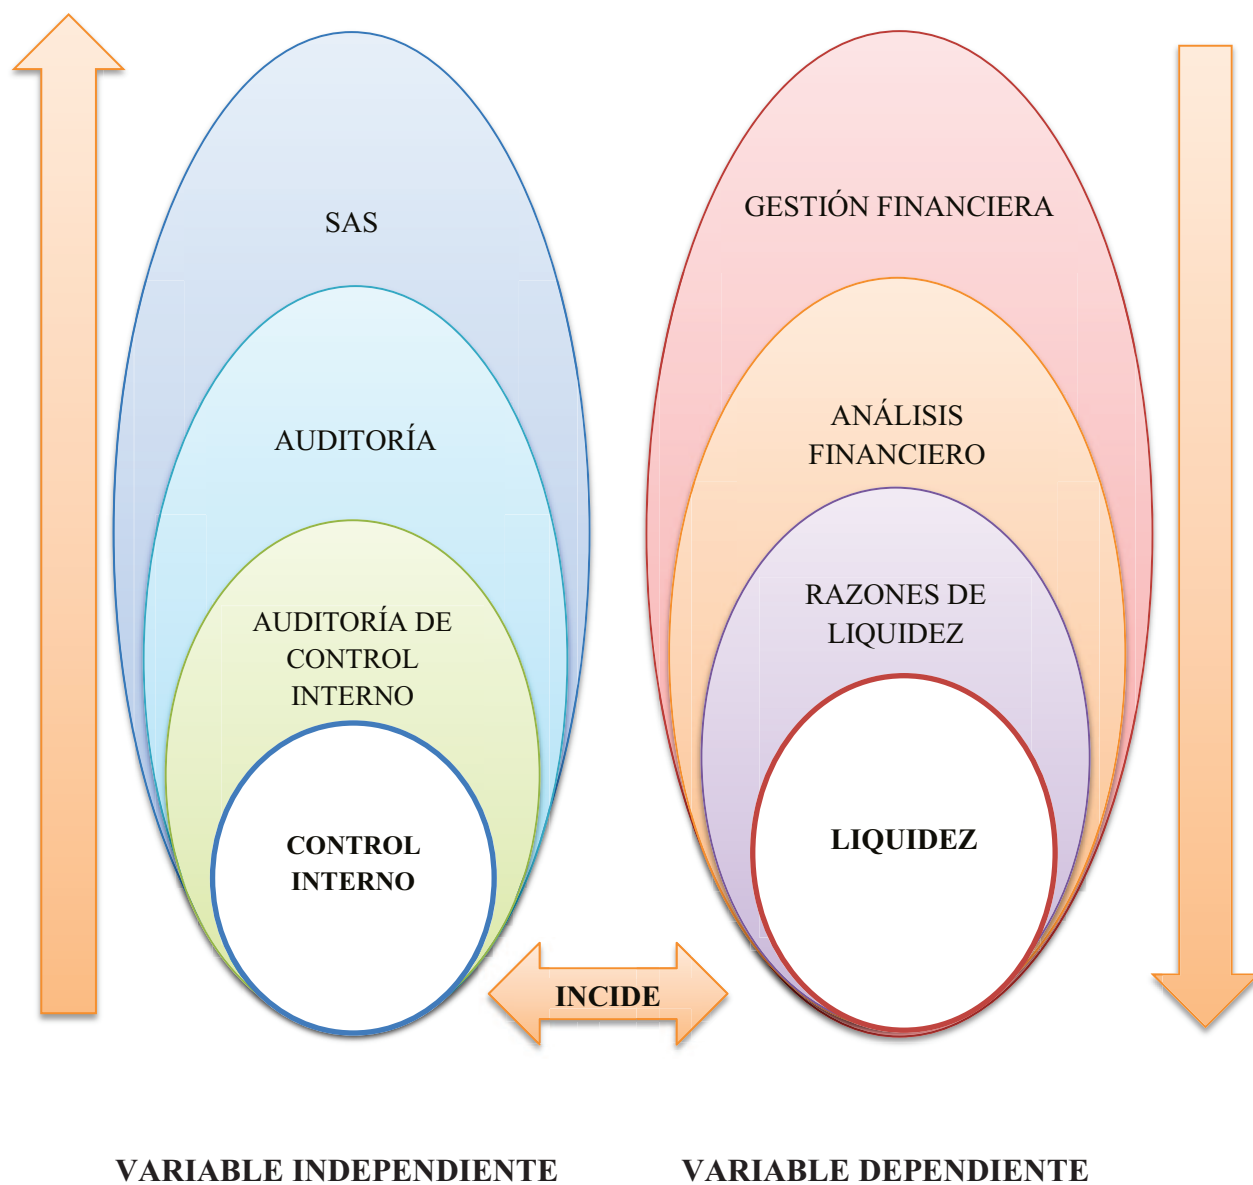 SAS
AUDITORÍA
AUDITORÍA DE
CONTROL
INTERNO
CONTROL
INTERNO
GESTIÓN FINANCIERA
ANÁLISIS
FINANCIERO
RAZONES DE
LIQUIDEZ
LIQUIDEZ
INCIDE
VARIABLE INDEPENDIENTE
VARIABLE DEPENDIENTE